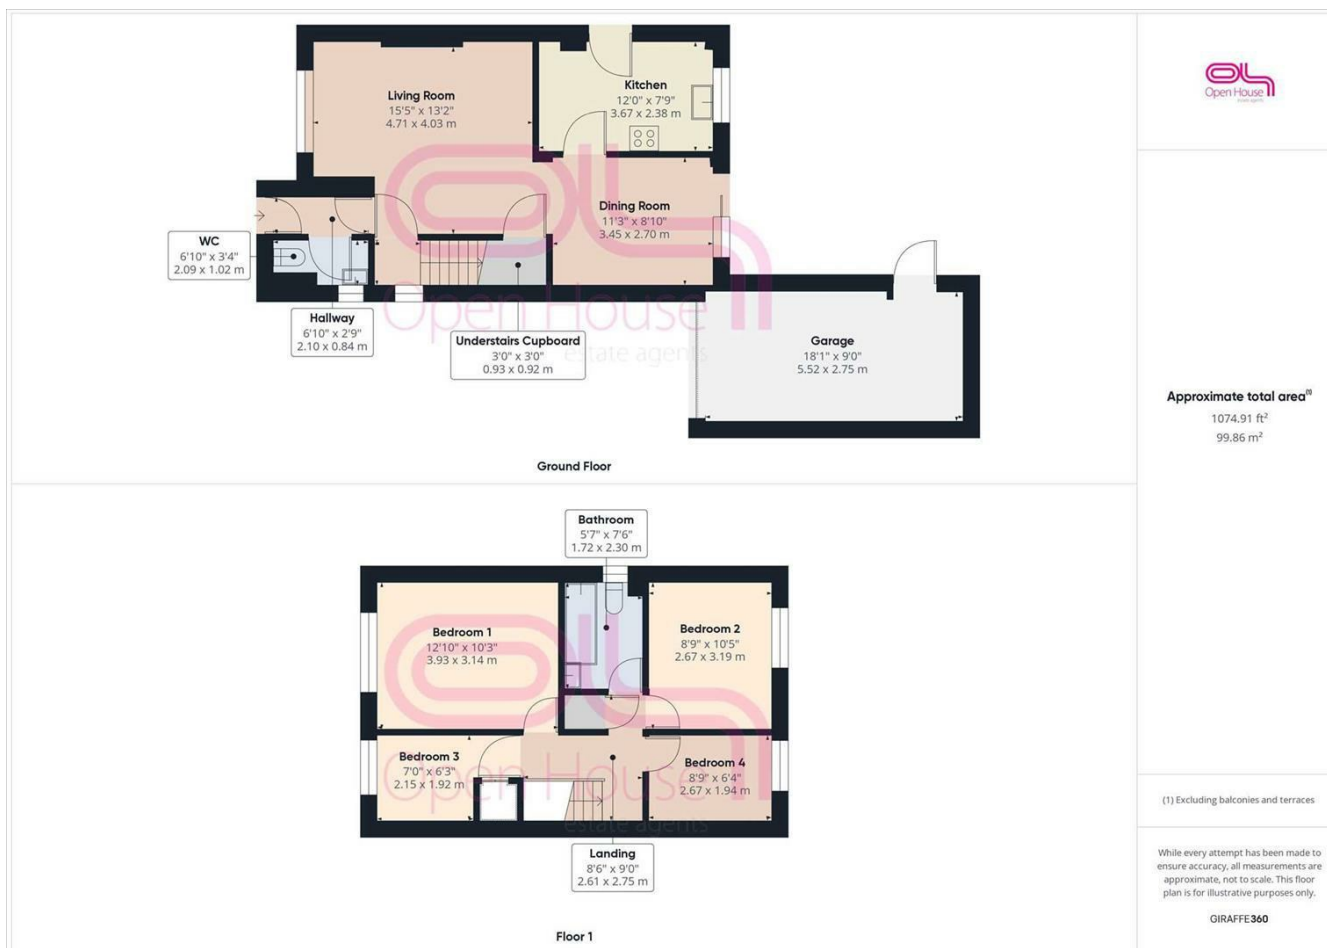 Living Room
15'5" x 13'2"
4.71 x 4.03 m
Kitchen
12'0" x 7'9"
3.67 x 2.38 m
Dining Room
11'3" x 8'10"
3.45 x 2.70 m
WC
6'10" x 3'4"
2.09 x 1.02 m
Hallway
6'10" x 2'9"
2.10 x 0.84 m
Understairs Cupboard
3'0" x 3'0"
0.93 x 0.92 m
Garage
18'1" x 9'0"
5.52 x 2.75 m
Open House
estate agents
Ground Floor
Bathroom
5'7" x 7'6"
1.72 x 2.30 m
Bedroom 1
12'10" x 10'3"
3.93 x 3.14 m
Bedroom 2
8'9" x 10'5"
2.67 x 3.19 m
Bedroom 3
7'0" x 6'3"
2.15 x 1.92 m
Bedroom 4
8'9" x 6'4"
2.67 x 1.94 m
Open House
estate agents
Landing
8'6" x 9'0"
2.61 x 2.75 m
Floor 1
Open House
estate agents
Approximate total area(1)
1074.91 ft²
99.86 m²
(1) Excluding balconies and terraces
While every attempt has been made to
ensure accuracy, all measurements are
approximate, not to scale. This floor
plan is for illustrative purposes only.
GIRAFFE360